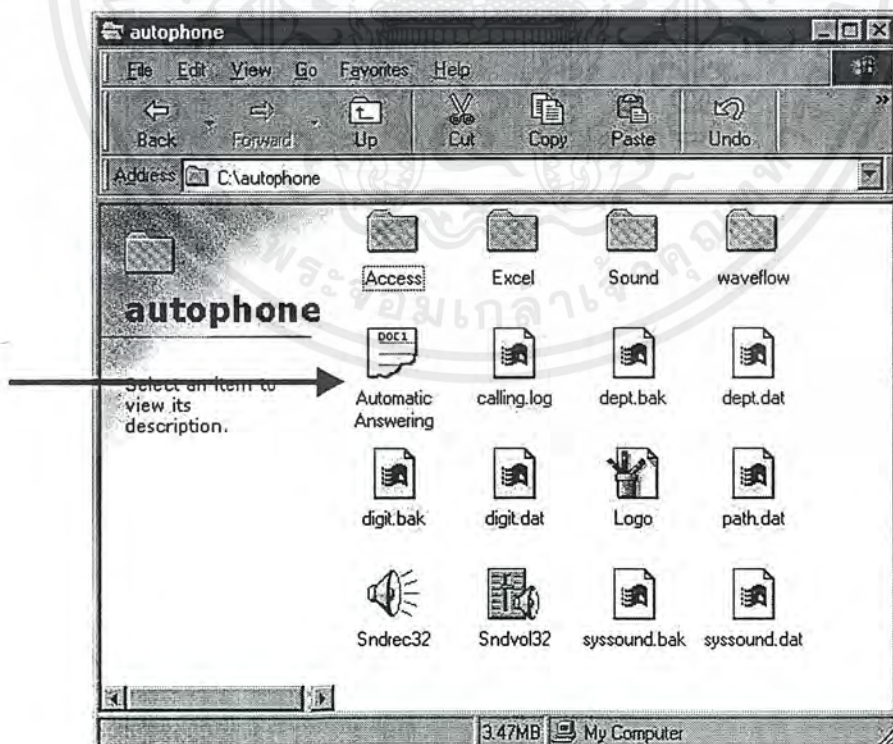 autophone
File Edit View Go Favorites Help
Back Forward Up Cut Copy Paste Undo
Address C:\autophone
autophone
Select an item to
view its
description.
Access Excel Sound waveflow
Automatic
Answering
calling.log dept.bak dept.dat
digit.bak digit.dat Logo path.dat
Sndrec32 Sndvol32 syssound.bak syssound.dat
3.47MB My Computer